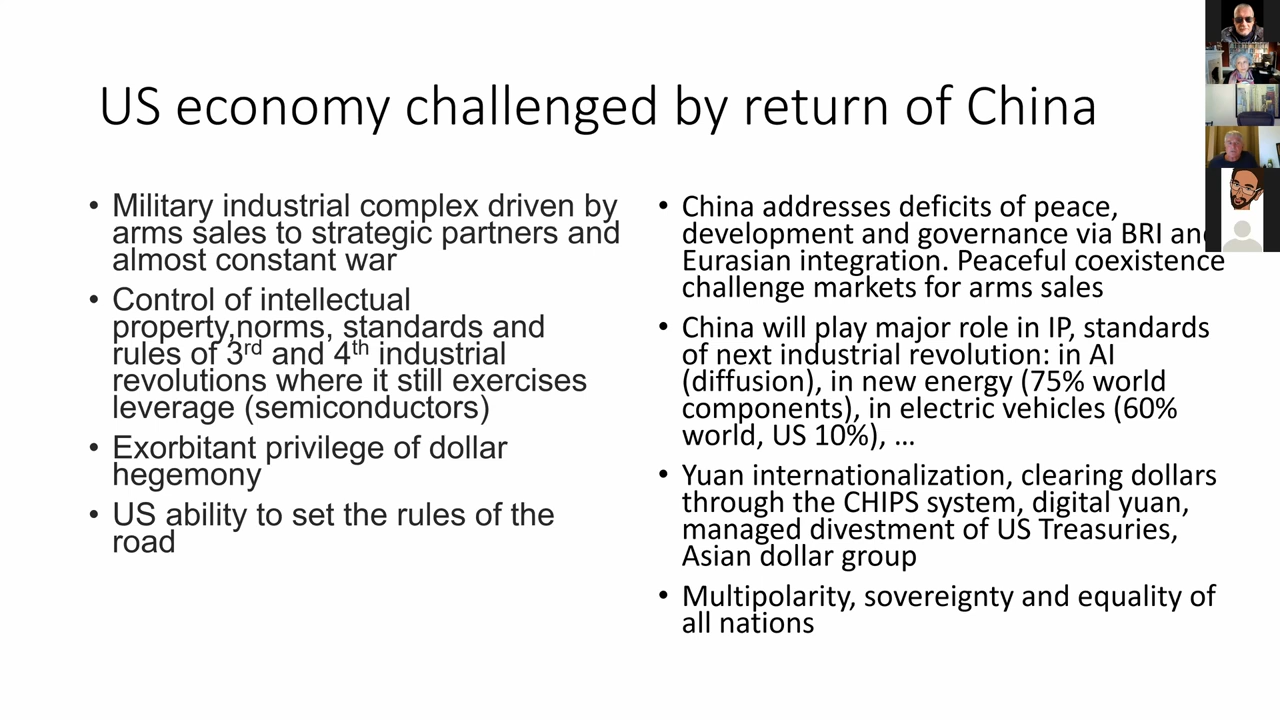 US economy challenged by return of China
• Military industrial complex driven by
arms sales to strategic partners and
almost constant war
• Control of intellectual
property,norms, standards and
rules of 3rd and 4th industrial
revolutions where it still exercises
leverage (semiconductors)
• Exorbitant privilege of dollar
hegemony
• US ability to set the rules of the
road
• China addresses deficits of peace,
development and governance via BRI and
Eurasian integration. Peaceful coexistence
challenge markets for arms sales
• China will play major role in IP, standards
of next industrial revolution: in AI
(diffusion), in new energy (75% world
components), in electric vehicles (60%
world, US 10%), ...
• Yuan internationalization, clearing dollars
through the CHIPS system, digital yuan,
managed divestment of US Treasuries,
Asian dollar group
• Multipolarity, sovereignty and equality of
all nations